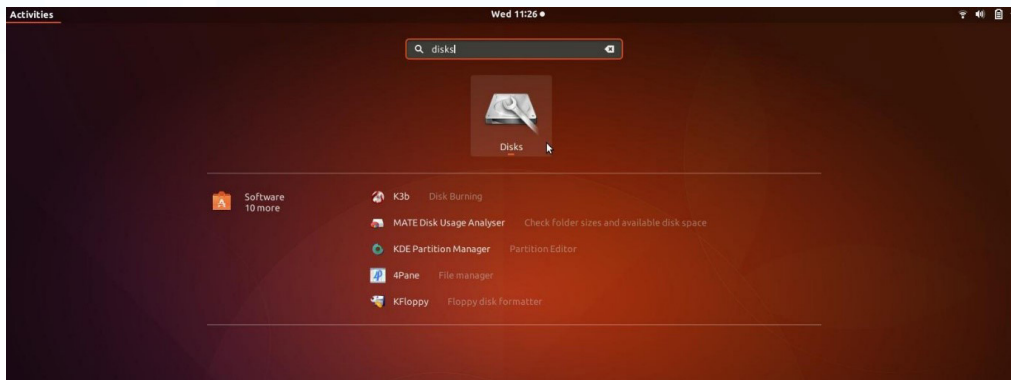 Activities
Wed 11:26
disks
Disks
Software
10 more
K3b Disk Burning
MATE Disk Usage Analyser Check folder sizes and available disk space
KDE Partition Manager Partition Editor
4Pane File manager
KFloppy Floppy disk formatter